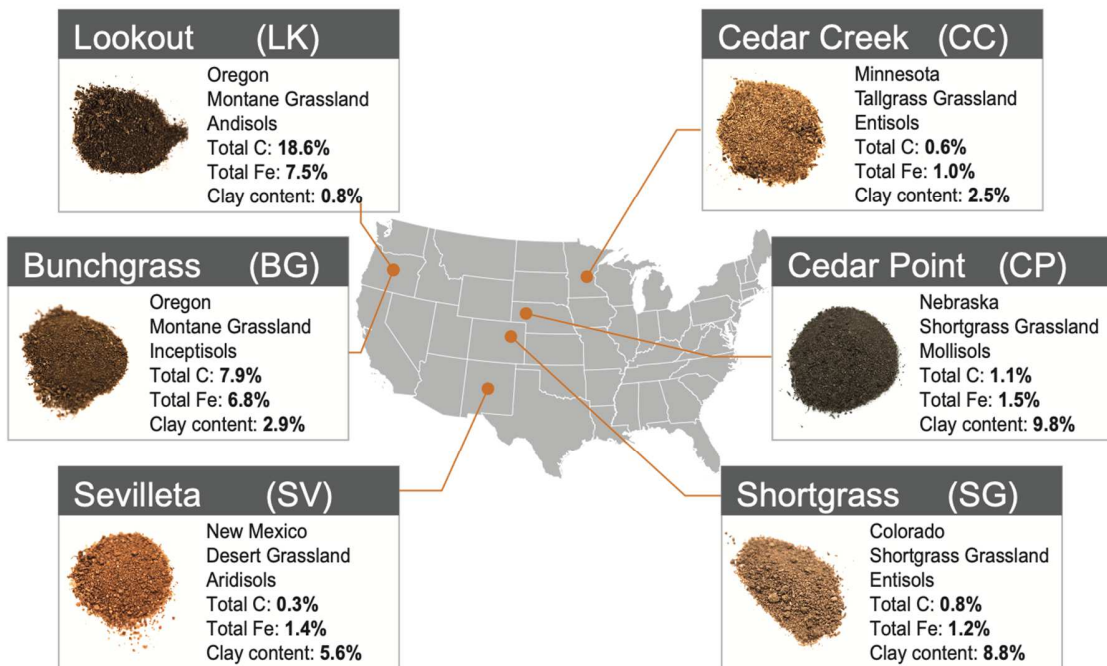 Lookout (LK)
Oregon
Montane Grassland
Andisols
Total C: 18.6%
Total Fe: 7.5%
Clay content: 0.8%
Cedar Creek (CC)
Minnesota
Tallgrass Grassland
Entisols
Total C: 0.6%
Total Fe: 1.0%
Clay content: 2.5%
Bunchgrass (BG)
Oregon
Montane Grassland
Inceptisols
Total C: 7.9%
Total Fe: 6.8%
Clay content: 2.9%
Cedar Point (CP)
Nebraska
Shortgrass Grassland
Mollisols
Total C: 1.1%
Total Fe: 1.5%
Clay content: 9.8%
Sevilleta (SV)
New Mexico
Desert Grassland
Aridisols
Total C: 0.3%
Total Fe: 1.4%
Clay content: 5.6%
Shortgrass (SG)
Colorado
Shortgrass Grassland
Entisols
Total C: 0.8%
Total Fe: 1.2%
Clay content: 8.8%